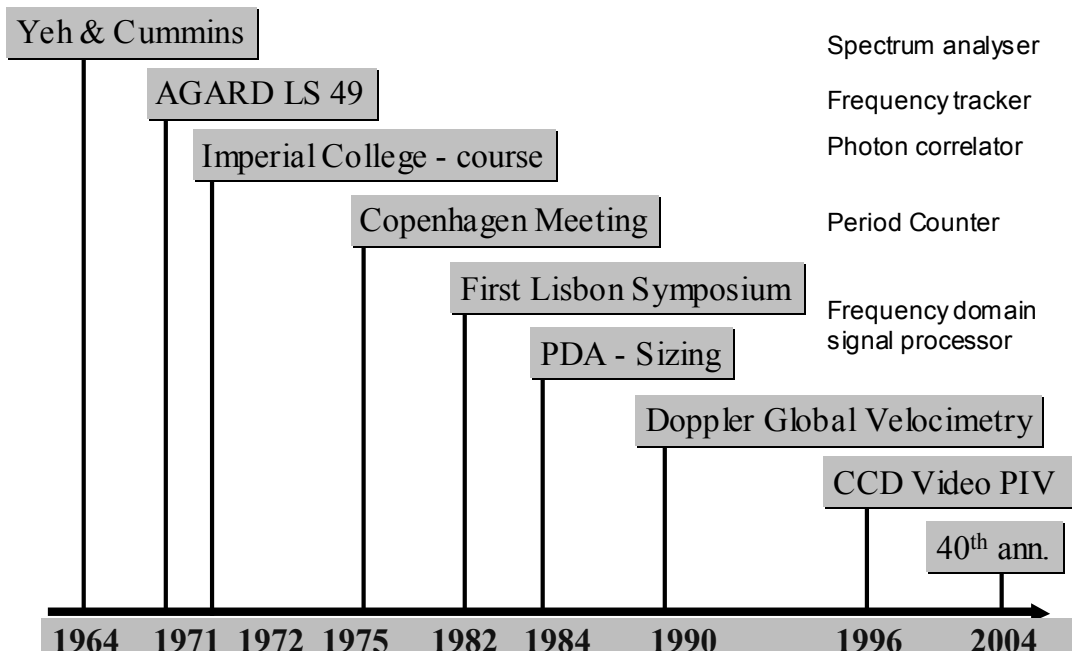 Yeh & Cummins
Spectrum analyser
AGARD LS 49
Frequency tracker
Imperial College - course
Photon correlator
Copenhagen Meeting
Period Counter
First Lisbon Symposium
Frequency domain
signal processor
PDA - Sizing
Doppler Global Velocimetry
CCD Video PIV
40th ann.
1964 1971 1972 1975 1982 1984 1990 1996 2004